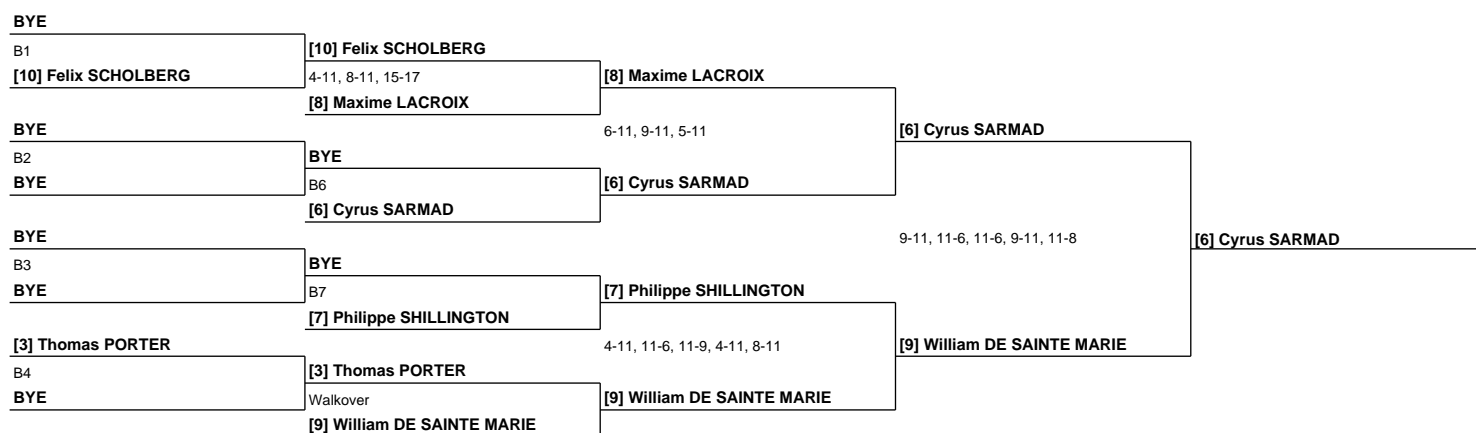 BYE
B1
[10] Felix SCHOLBERG
[10] Felix SCHOLBERG
4-11, 8-11, 15-17
[8] Maxime LACROIX
[8] Maxime LACROIX
6-11, 9-11, 5-11
[6] Cyrus SARMAD
BYE
B2
BYE
BYE
B6
[6] Cyrus SARMAD
[6] Cyrus SARMAD
9-11, 11-6, 11-6, 9-11, 11-8
[6] Cyrus SARMAD
BYE
B3
BYE
BYE
B7
[7] Philippe SHILLINGTON
[7] Philippe SHILLINGTON
4-11, 11-6, 11-9, 4-11, 8-11
[9] William DE SAINTE MARIE
[3] Thomas PORTER
B4
BYE
[3] Thomas PORTER
Walkover
[9] William DE SAINTE MARIE
[9] William DE SAINTE MARIE